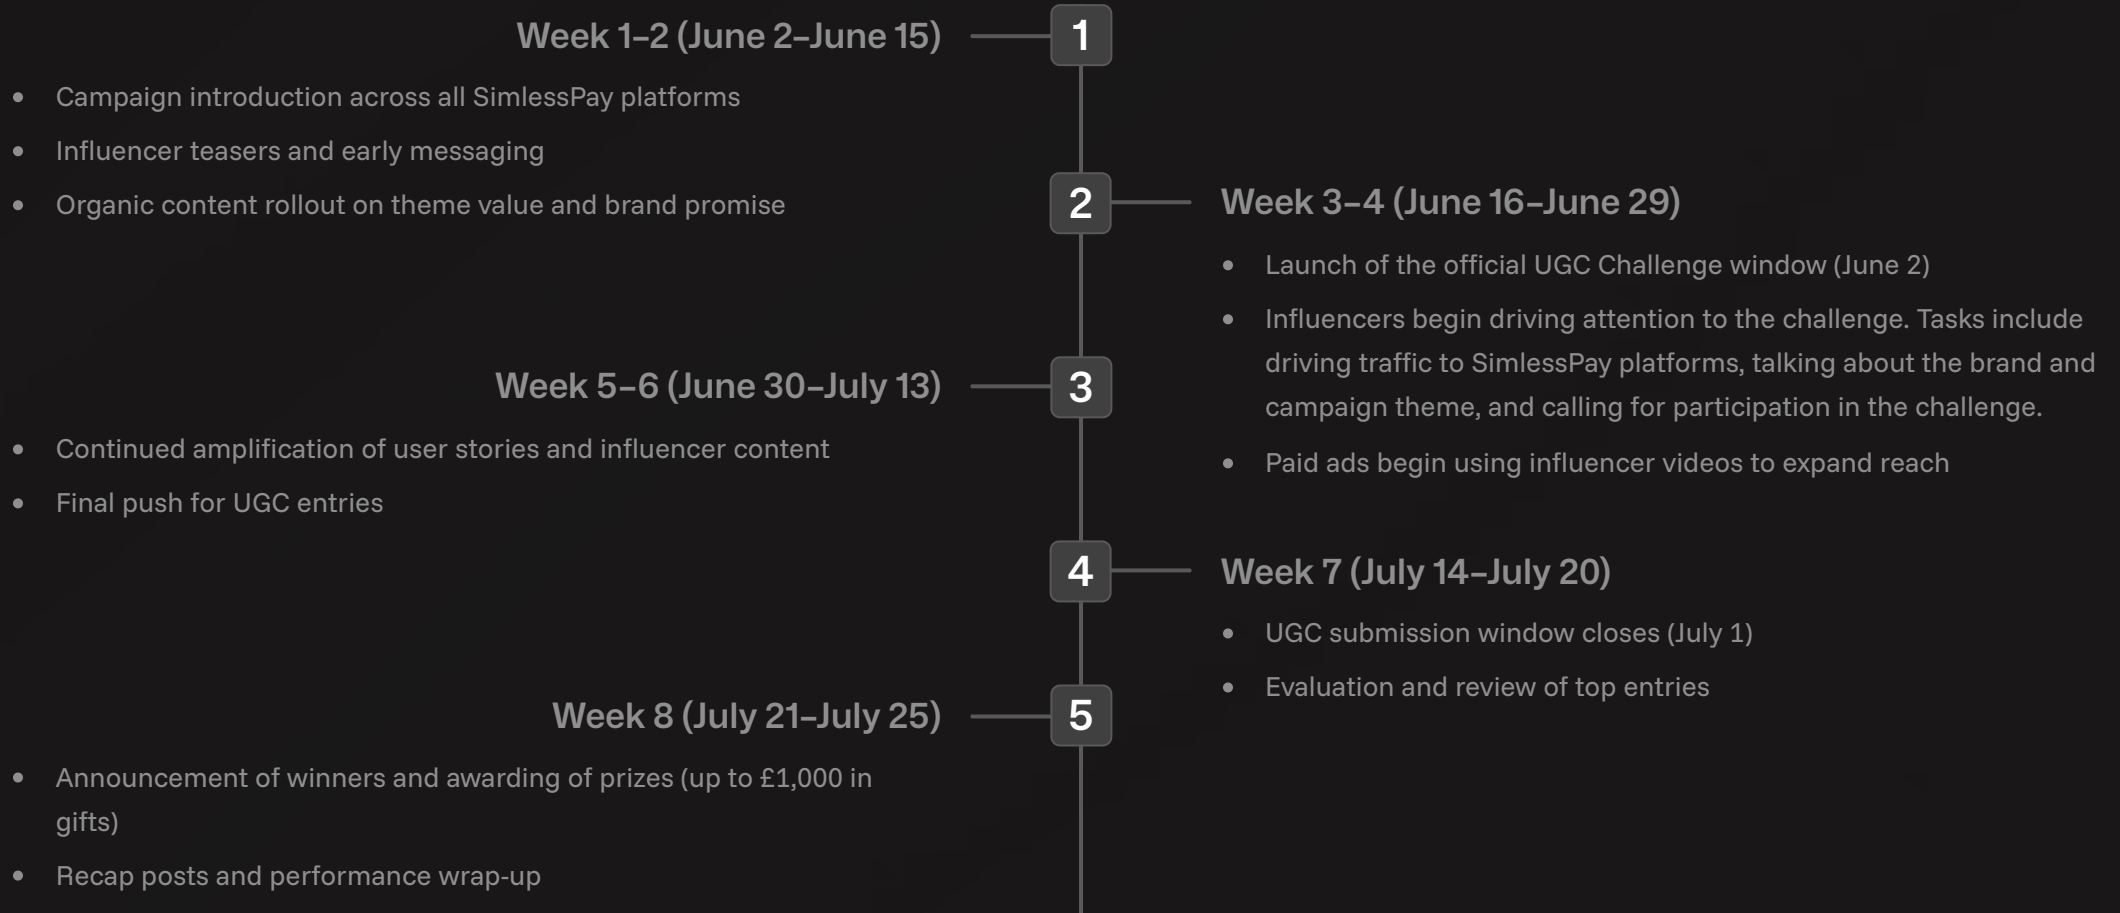 Week 1–2 (June 2–June 15)
1
Campaign introduction across all SimlessPay platforms
Influencer teasers and early messaging
Organic content rollout on theme value and brand promise
2
Week 3–4 (June 16–June 29)
Launch of the official UGC Challenge window (June 2)
Influencers begin driving attention to the challenge. Tasks include
driving traffic to SimlessPay platforms, talking about the brand and
campaign theme, and calling for participation in the challenge.
Paid ads begin using influencer videos to expand reach
Week 5–6 (June 30–July 13)
3
Continued amplification of user stories and influencer content
Final push for UGC entries
4
Week 7 (July 14–July 20)
UGC submission window closes (July 1)
Evaluation and review of top entries
Week 8 (July 21–July 25)
5
Announcement of winners and awarding of prizes (up to £1,000 in
gifts)
Recap posts and performance wrap-up